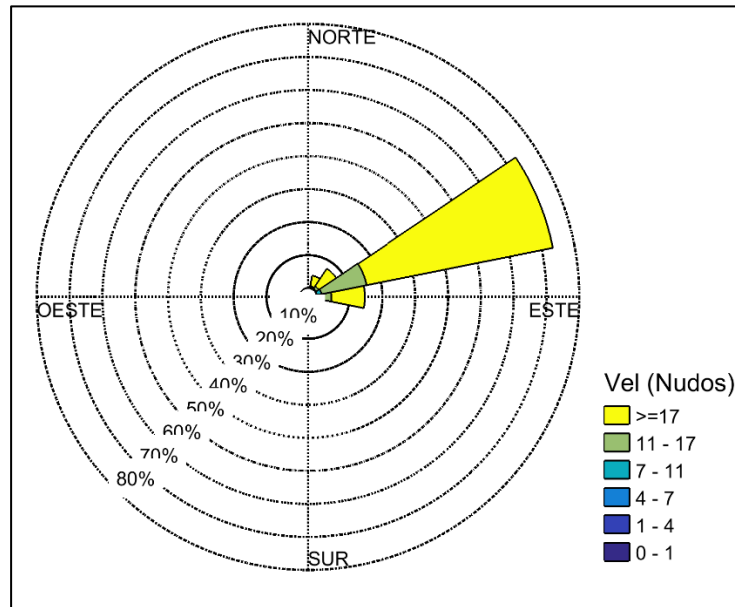 NORTE
OESTE
ESTE
10%
20%
30%
40%
50%
60%
70%
80%
SUR
Vel (Nudos)
>=17
11 - 17
7 - 11
4 - 7
1 - 4
0 - 1